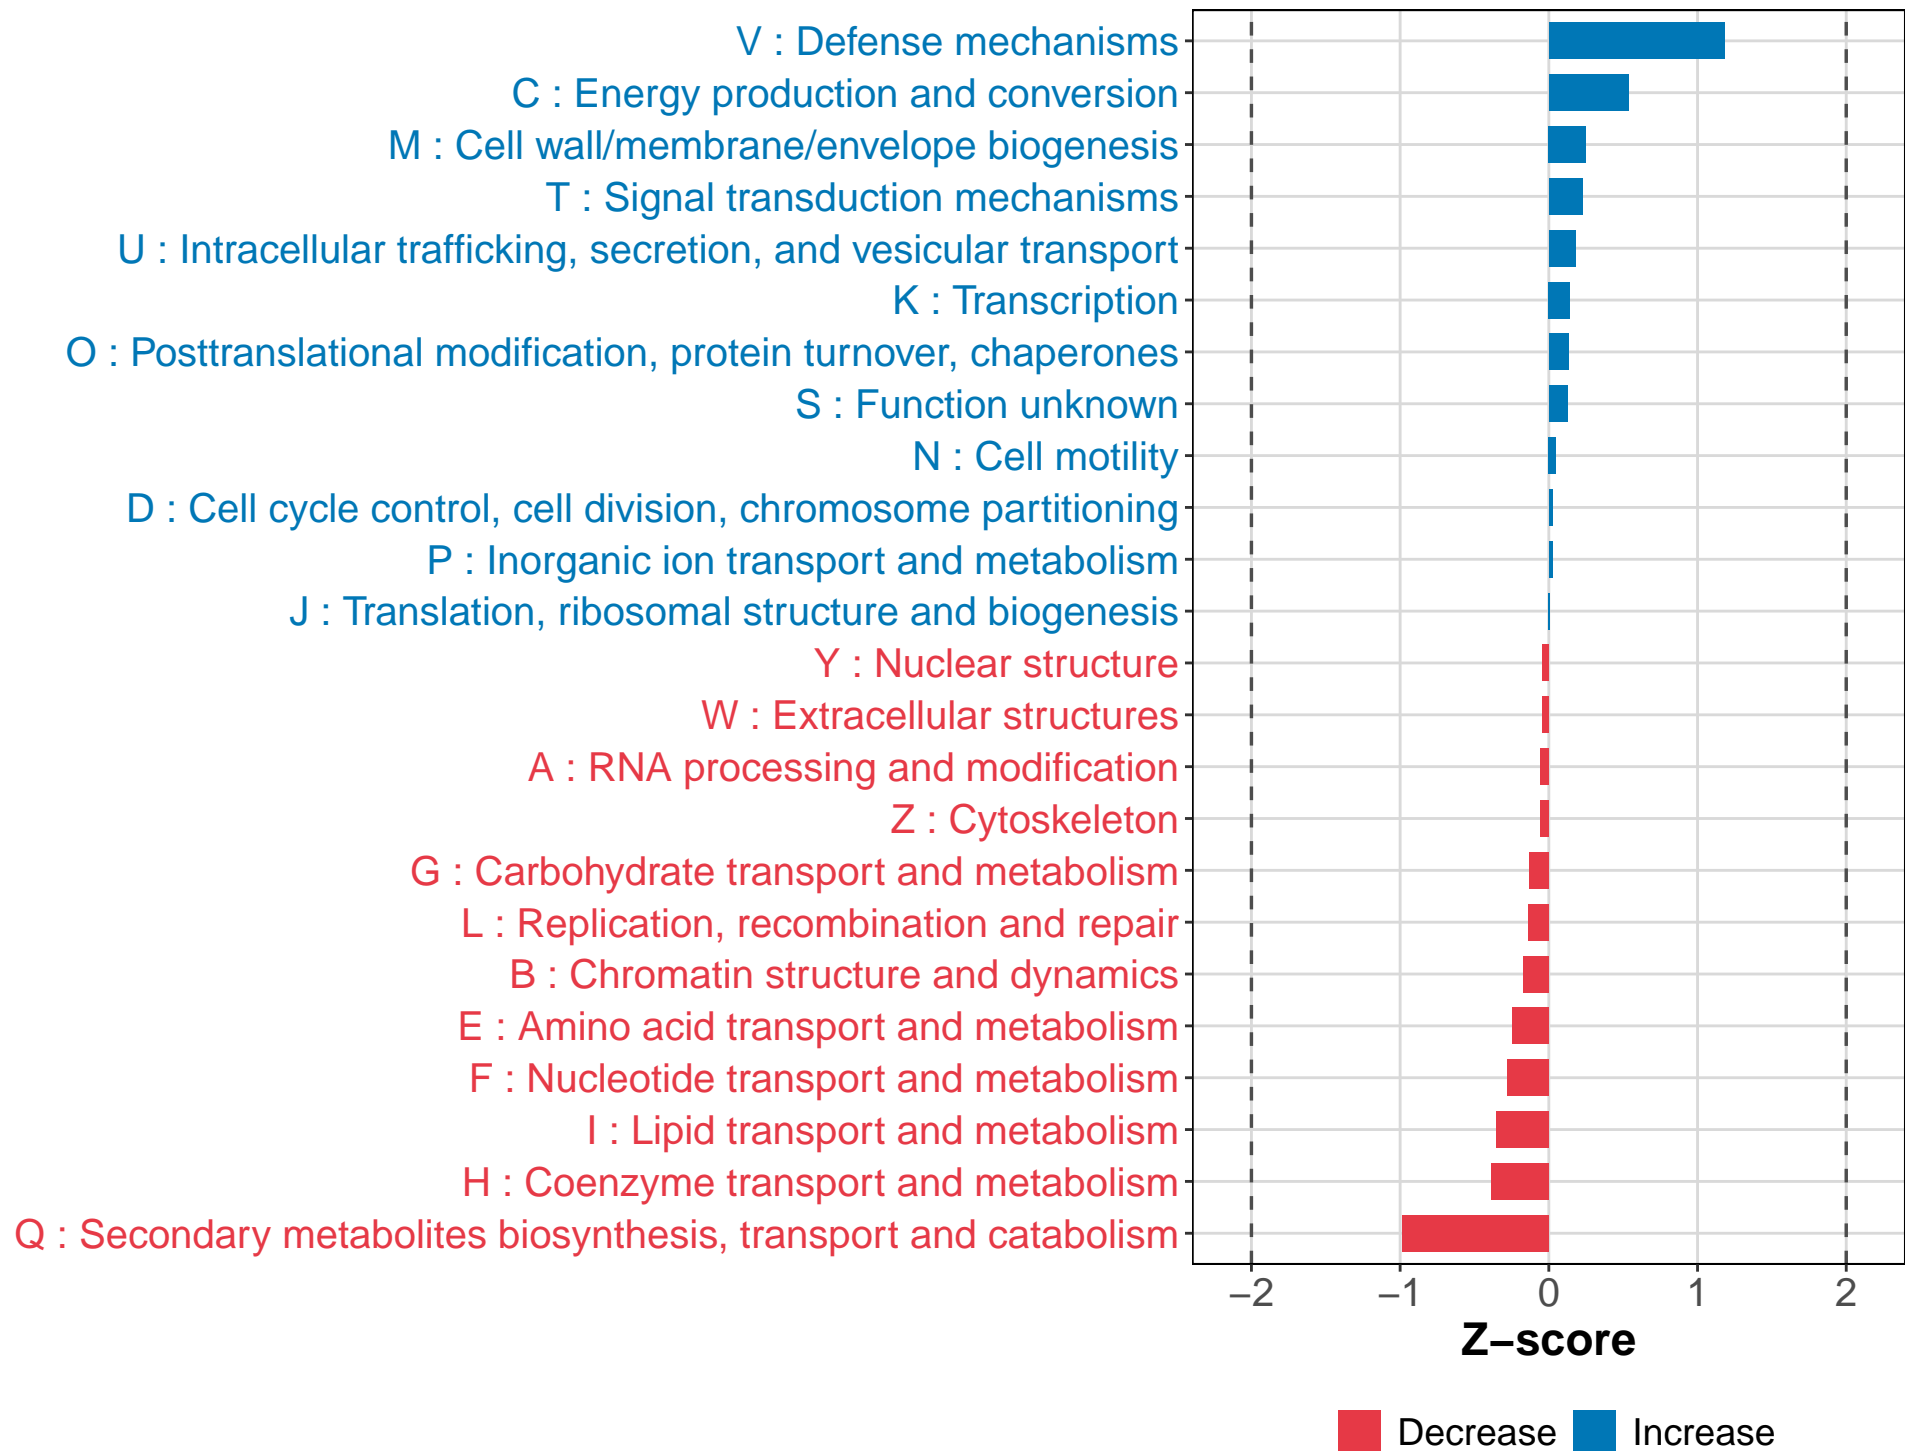 V : Defense mechanisms
C : Energy production and conversion
M : Cell wall/membrane/envelope biogenesis
T : Signal transduction mechanisms
U : Intracellular trafficking, secretion, and vesicular transport
K : Transcription
O : Posttranslational modification, protein turnover, chaperones
S : Function unknown
N : Cell motility
D : Cell cycle control, cell division, chromosome partitioning
P : Inorganic ion transport and metabolism
J : Translation, ribosomal structure and biogenesis
Y : Nuclear structure
W : Extracellular structures
A : RNA processing and modification
Z : Cytoskeleton
G : Carbohydrate transport and metabolism
L : Replication, recombination and repair
B : Chromatin structure and dynamics
E : Amino acid transport and metabolism
F : Nucleotide transport and metabolism
I : Lipid transport and metabolism
H : Coenzyme transport and metabolism
Q : Secondary metabolites biosynthesis, transport and catabolism
−2 −1 0 1 2
Z−score
Decrease Increase